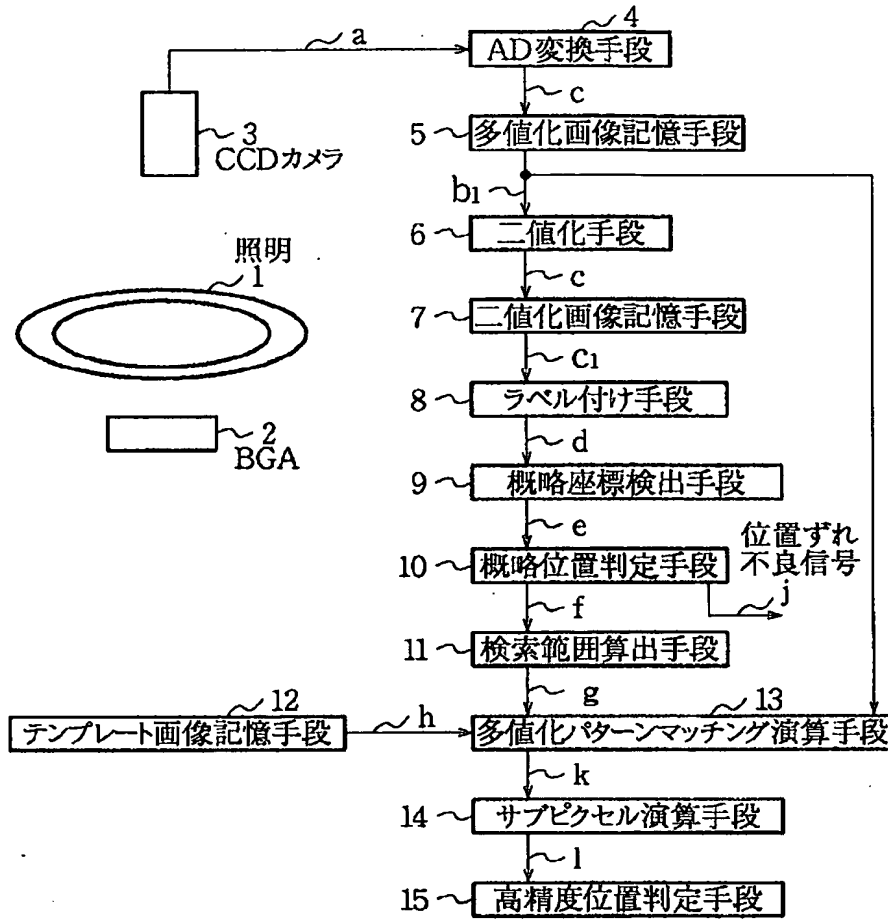 a
4
AD変換手段
c
3
CCDカメラ
5
多値化画像記憶手段
b1
6
二値化手段
照明
1
c
7
二値化画像記憶手段
c1
8
ラベル付け手段
2
BGA
d
9
概略座標検出手段
e
位置ずれ
不良信号
10
概略位置判定手段
j
f
11
検索範囲算出手段
12
g
13
テンプレート画像記憶手段
h
多値化パターンマッチング演算手段
k
14
サブピクセル演算手段
l
15
高精度位置判定手段